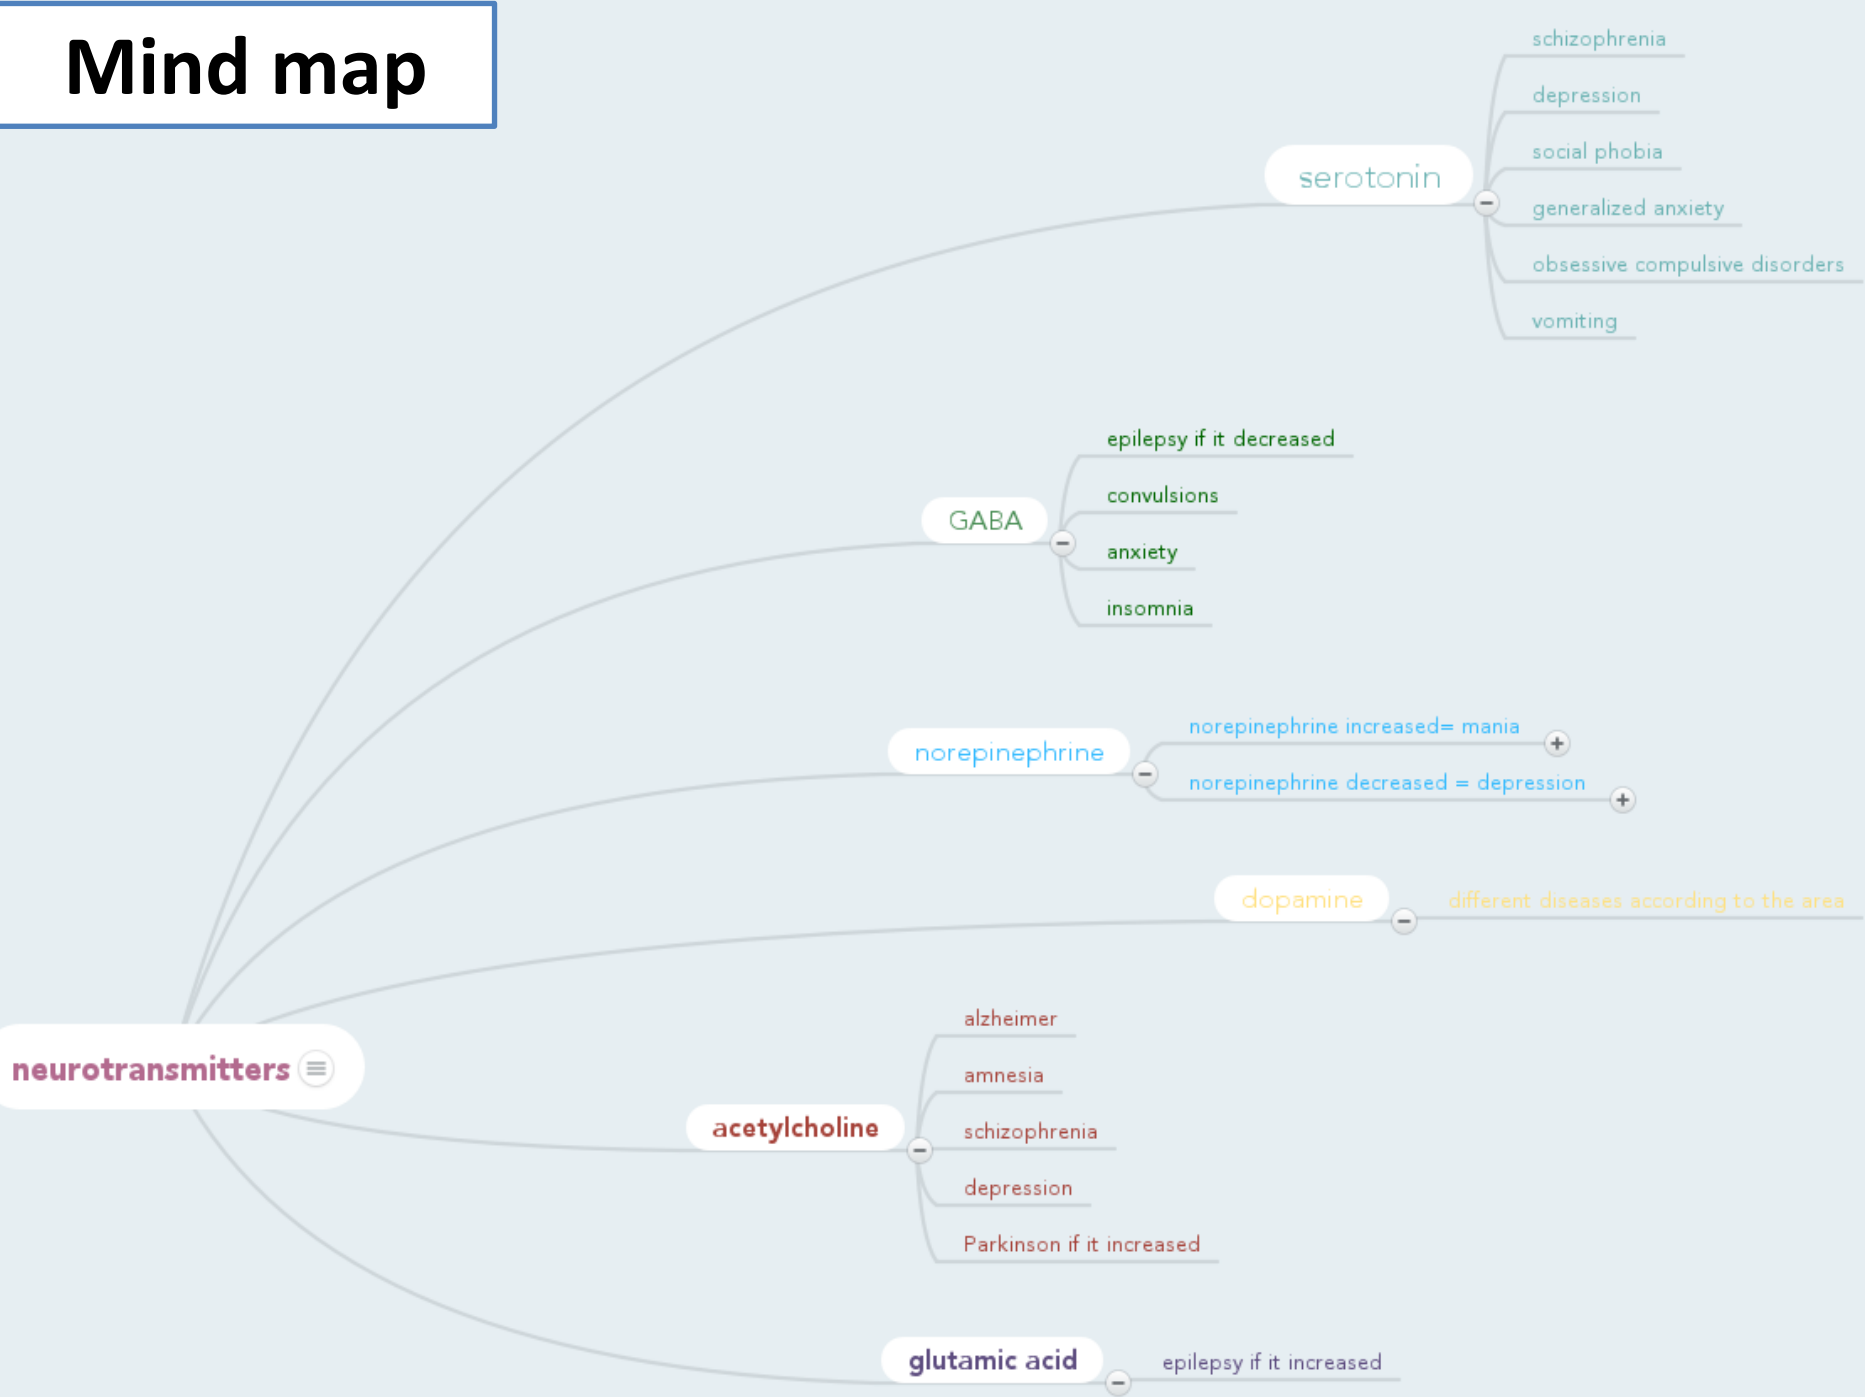 Mind map
schizophrenia
depression
social phobia
serotonin
generalized anxiety
obsessive compulsive disorders
vomiting
epilepsy if it decreased
convulsions
GABA
anxiety
insomnia
norepinephrine
norepinephrine increased= mania
norepinephrine decreased = depression
dopamine
different diseases according to the area
neurotransmitters
alzheimer
amnesia
acetylcholine
schizophrenia
depression
Parkinson if it increased
glutamic acid
epilepsy if it increased